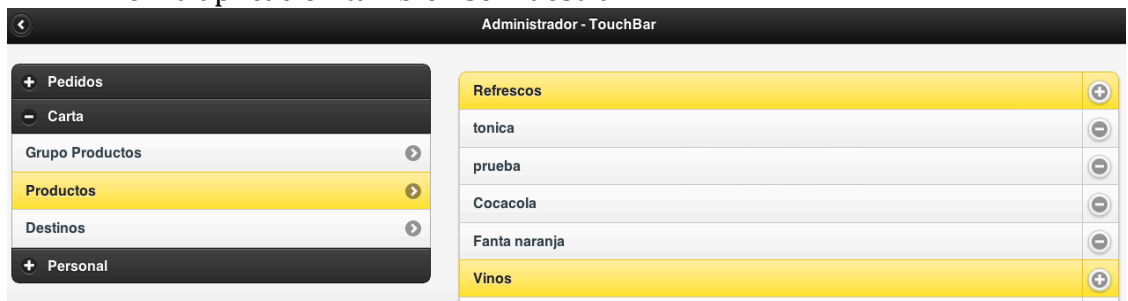 Administrador - TouchBar
Pedidos
Carta
Grupo Productos
Productos
Destinos
Personal
Refrescos
tonica
prueba
Cocacola
Fanta naranja
Vinos